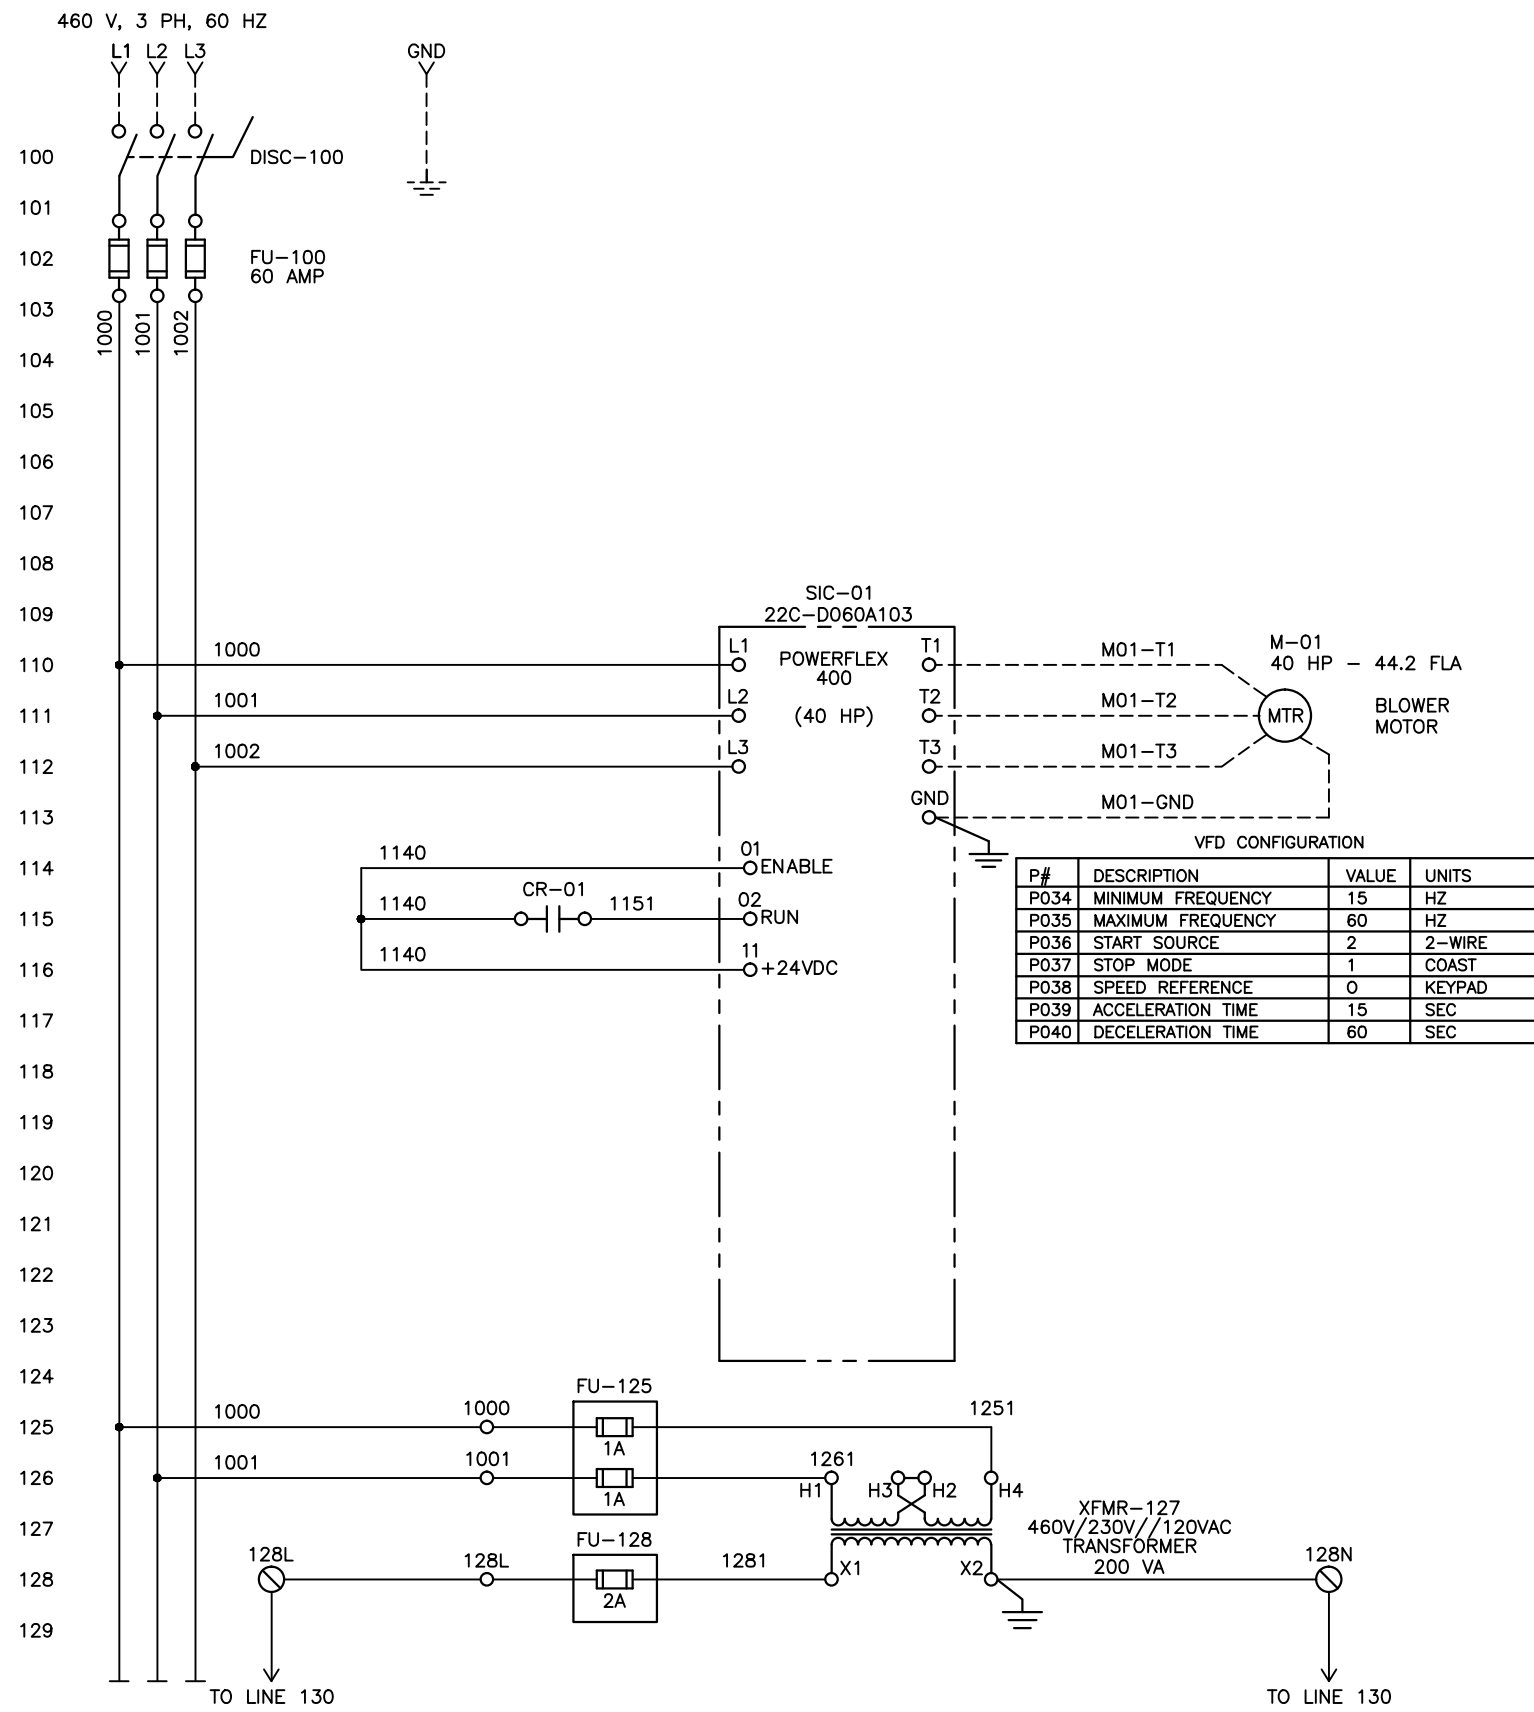 460 V, 3 PH, 60 HZ
L1 L2 L3 GND
100 DISC-100
101
102 FU-100
60 AMP
103
1000 1001 1002
104
105
106
107
108
SIC-01
109 22C-D060A103
110 1000 L1 POWERFLEX
400 T1 M01-T1 M-01
40 HP - 44.2 FLA
111 1001 L2 (40 HP) T2 M01-T2 MTR BLOWER
MOTOR
112 1002 L3 T3 M01-T3
113 GND M01-GND
VFD CONFIGURATION
114 1140 01 ENABLE
115 1140 CR-01 1151 02 RUN
116 1140 11 +24VDC
P# DESCRIPTION VALUE UNITS
P034 MINIMUM FREQUENCY 15 HZ
P035 MAXIMUM FREQUENCY 60 HZ
P036 START SOURCE 2 2-WIRE
P037 STOP MODE 1 COAST
P038 SPEED REFERENCE 0 KEYPAD
P039 ACCELERATION TIME 15 SEC
P040 DECELERATION TIME 60 SEC
117
118
119
120
121
122
123
124
FU-125
125 1000 1000 1A 1251
126 1001 1001 1A 1261 H1 H3 H2 H4
127
XFMR-127
460V/230V//120VAC
TRANSFORMER
200 VA
FU-128
128 128L 128L 2A 1281 X1 X2 128N
129
TO LINE 130 TO LINE 130